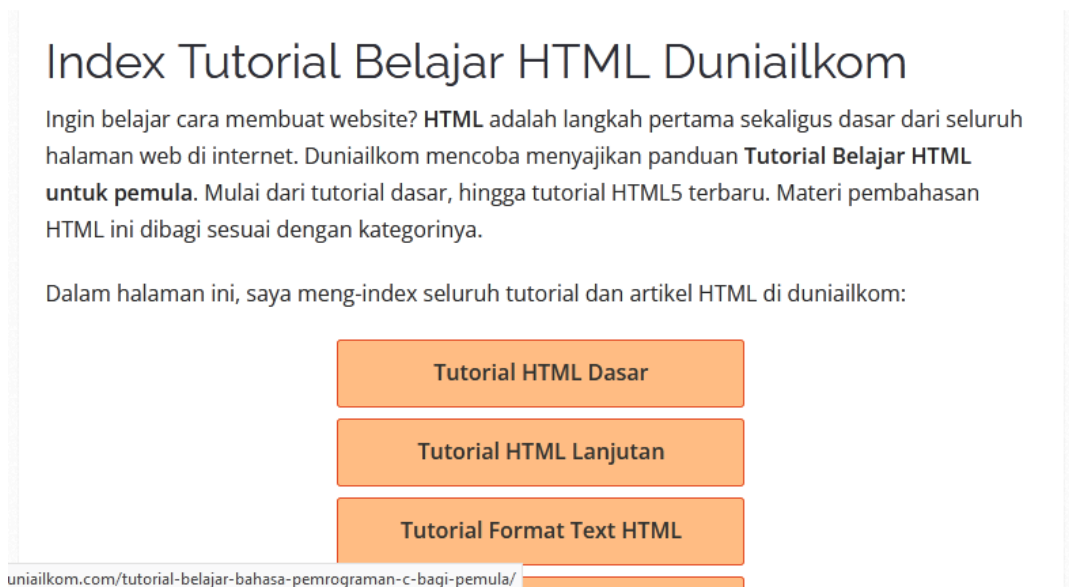 Index Tutorial Belajar HTML Duniailkom
Ingin belajar cara membuat website? HTML adalah langkah pertama sekaligus dasar dari seluruh
halaman web di internet. Duniailkom mencoba menyajikan panduan Tutorial Belajar HTML
untuk pemula. Mulai dari tutorial dasar, hingga tutorial HTML5 terbaru. Materi pembahasan
HTML ini dibagi sesuai dengan kategorinya.
Dalam halaman ini, saya meng-index seluruh tutorial dan artikel HTML di duniailkom:
Tutorial HTML Dasar
Tutorial HTML Lanjutan
Tutorial Format Text HTML
uniailkom.com/tutorial-belajar-bahasa-pemrograman-c-bagi-pemula/